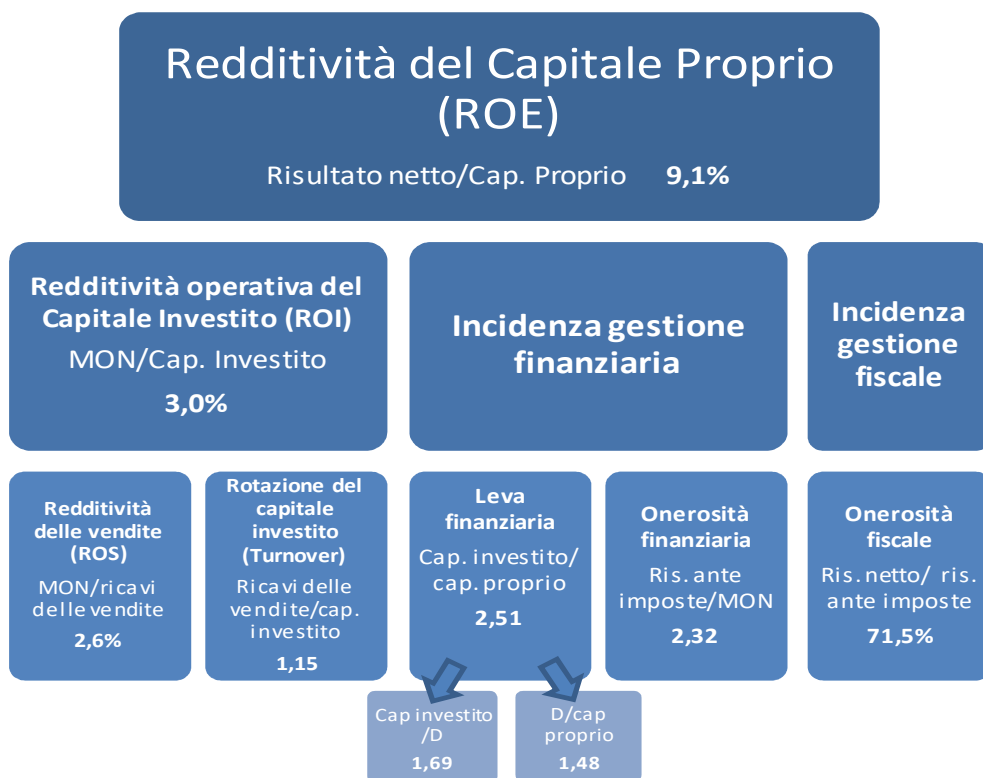 Redditività del Capitale Proprio
(ROE)
Risultato netto/Cap. Proprio 9,1%
Redditività operativa del
Capitale Investito (ROI)
MON/Cap. Investito
3,0%
Incidenza gestione
finanziaria
Incidenza
gestione
fiscale
Redditività
delle vendite
(ROS)
MON/ricavi
delle vendite
2,6%
Rotazione del
capitale
investito
(Turnover)
Ricavi delle
vendite/cap.
investito
1,15
Leva
finanziaria
Cap. investito/
cap. proprio
2,51
Onerosità
finanziaria
Ris. ante
imposte/MON
2,32
Onerosità
fiscale
Ris. netto/ ris.
ante imposte
71,5%
Cap investito
/D
1,69
D/cap
proprio
1,48